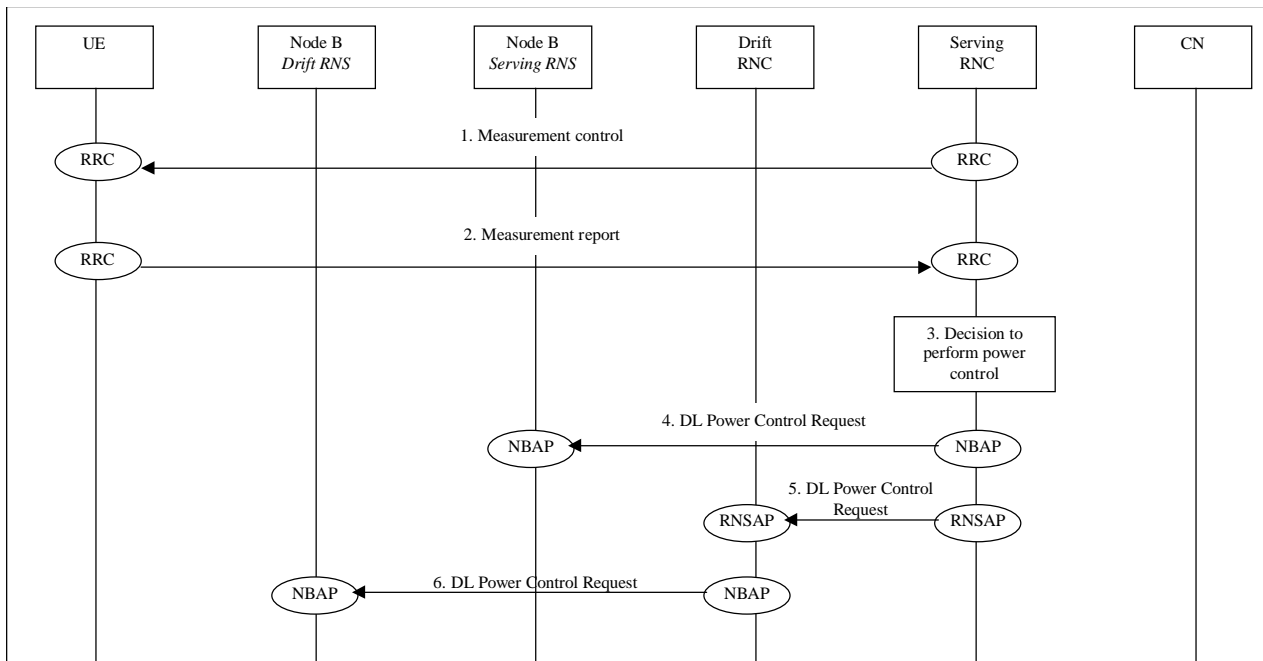 UE
Node B
Drift RNS
Node B
Serving RNS
Drift
RNC
Serving
RNC
CN
1. Measurement control
RRC
RRC
2. Measurement report
RRC
RRC
3. Decision to
perform power
control
4. DL Power Control Request
NBAP
NBAP
5. DL Power Control
Request
RNSAP
RNSAP
6. DL Power Control Request
NBAP
NBAP